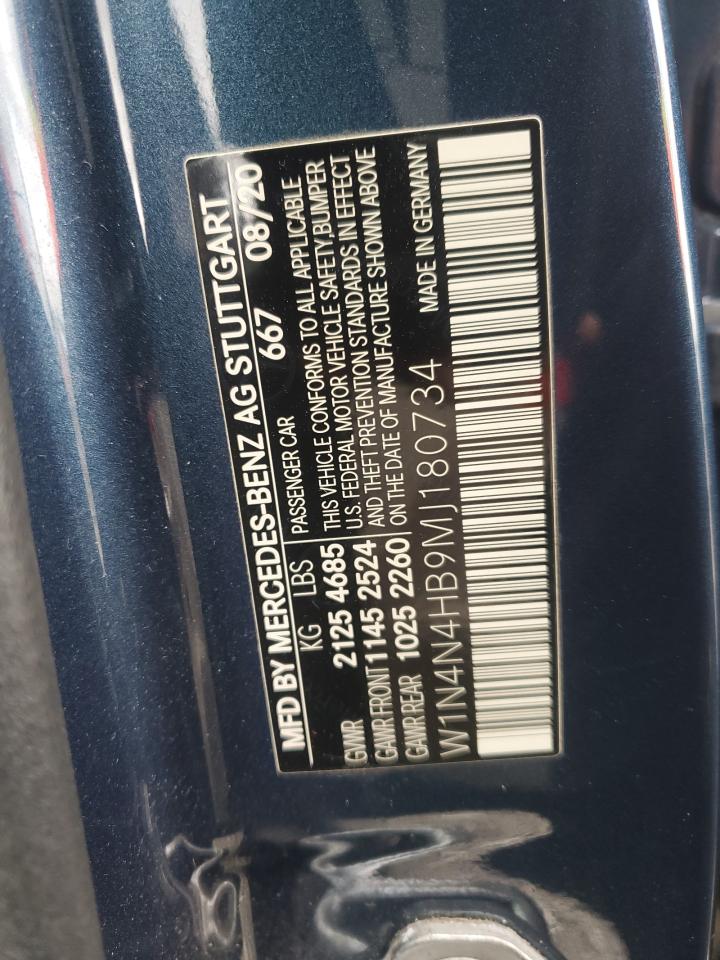 MFD BY MERCEDES-BENZ AG STUTTGART
KG LBS 667 08/20
GVWR 2125 4685
GAWR FRONT 1145 2524
GAWR REAR 1025 2260
PASSENGER CAR
THIS VEHICLE CONFORMS TO ALL APPLICABLE
U.S. FEDERAL MOTOR VEHICLE SAFETY, BUMPER
AND THEFT PREVENTION STANDARDS IN EFFECT
ON THE DATE OF MANUFACTURE SHOWN ABOVE
W1N4N4HB9MJ180734 MADE IN GERMANY